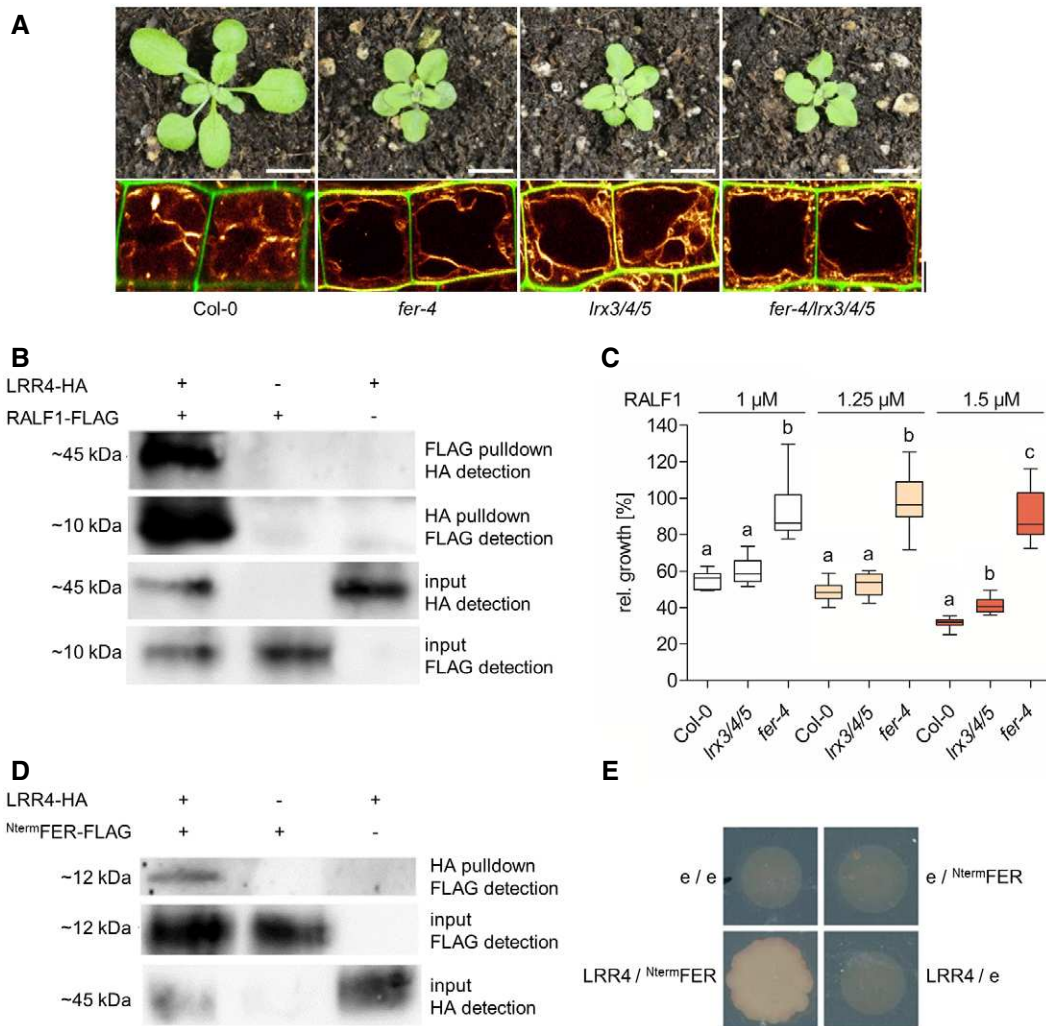 A
Col-0 fer-4 lrx3/4/5 fer-4/lrx3/4/5
B
LRR4-HA + - +
RALF1-FLAG + + -
~45 kDa FLAG pulldown
HA detection
~10 kDa HA pulldown
FLAG detection
~45 kDa input
HA detection
~10 kDa input
FLAG detection
C
RALF1 1 µM 1.25 µM 1.5 µM
rel. growth [%]
140
120
100
80
60
40
20
0
a a b a a b a b c
Col-0 lrx3/4/5 fer-4 Col-0 lrx3/4/5 fer-4 Col-0 lrx3/4/5 fer-4
D
LRR4-HA + - +
NtermFER-FLAG + + -
~12 kDa HA pulldown
FLAG detection
~12 kDa input
FLAG detection
~45 kDa input
HA detection
E
e / e e / NtermFER
LRR4 / NtermFER LRR4 / e